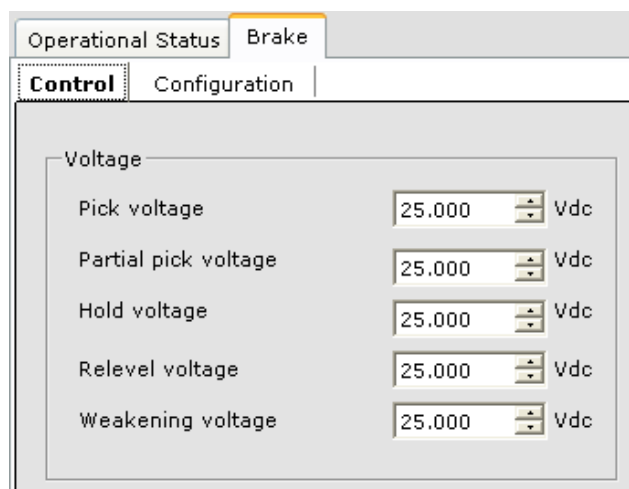 Operational Status Brake
Control Configuration
Voltage
Pick voltage 25.000 Vdc
Partial pick voltage 25.000 Vdc
Hold voltage 25.000 Vdc
Relevel voltage 25.000 Vdc
Weakening voltage 25.000 Vdc